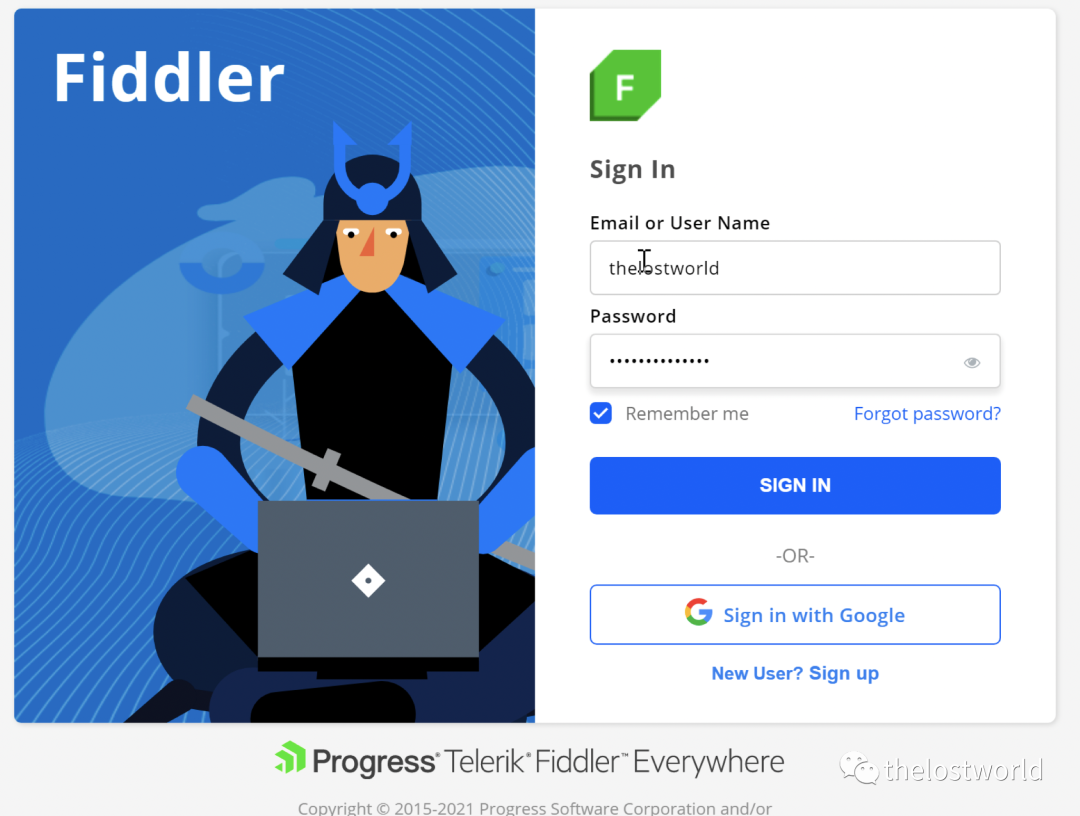 Fiddler
F
Sign In
Email or User Name
thelostworld
Password
••••••••••••••
Remember me
Forgot password?
SIGN IN
-OR-
Sign in with Google
New User? Sign up
Progress® Telerik® Fiddler™ Everywhere
thelostworld
Copyright © 2015-2021 Progress Software Corporation and/or